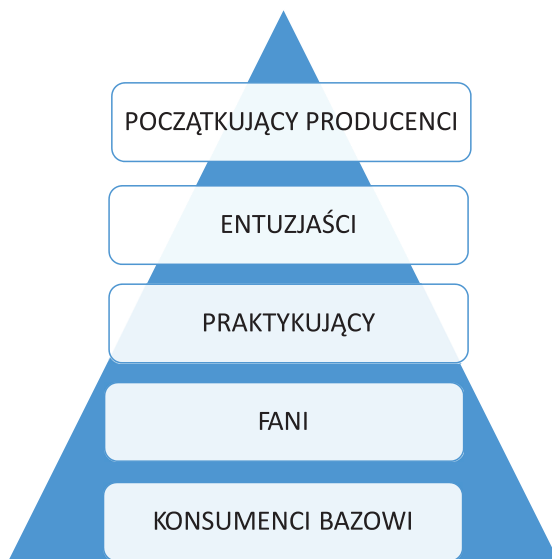 POCZĄTKUJĄCY PRODUCENCI
ENTUZJAŚCI
PRAKTYKUJĄCY
FANI
KONSUMENCI BAZOWI